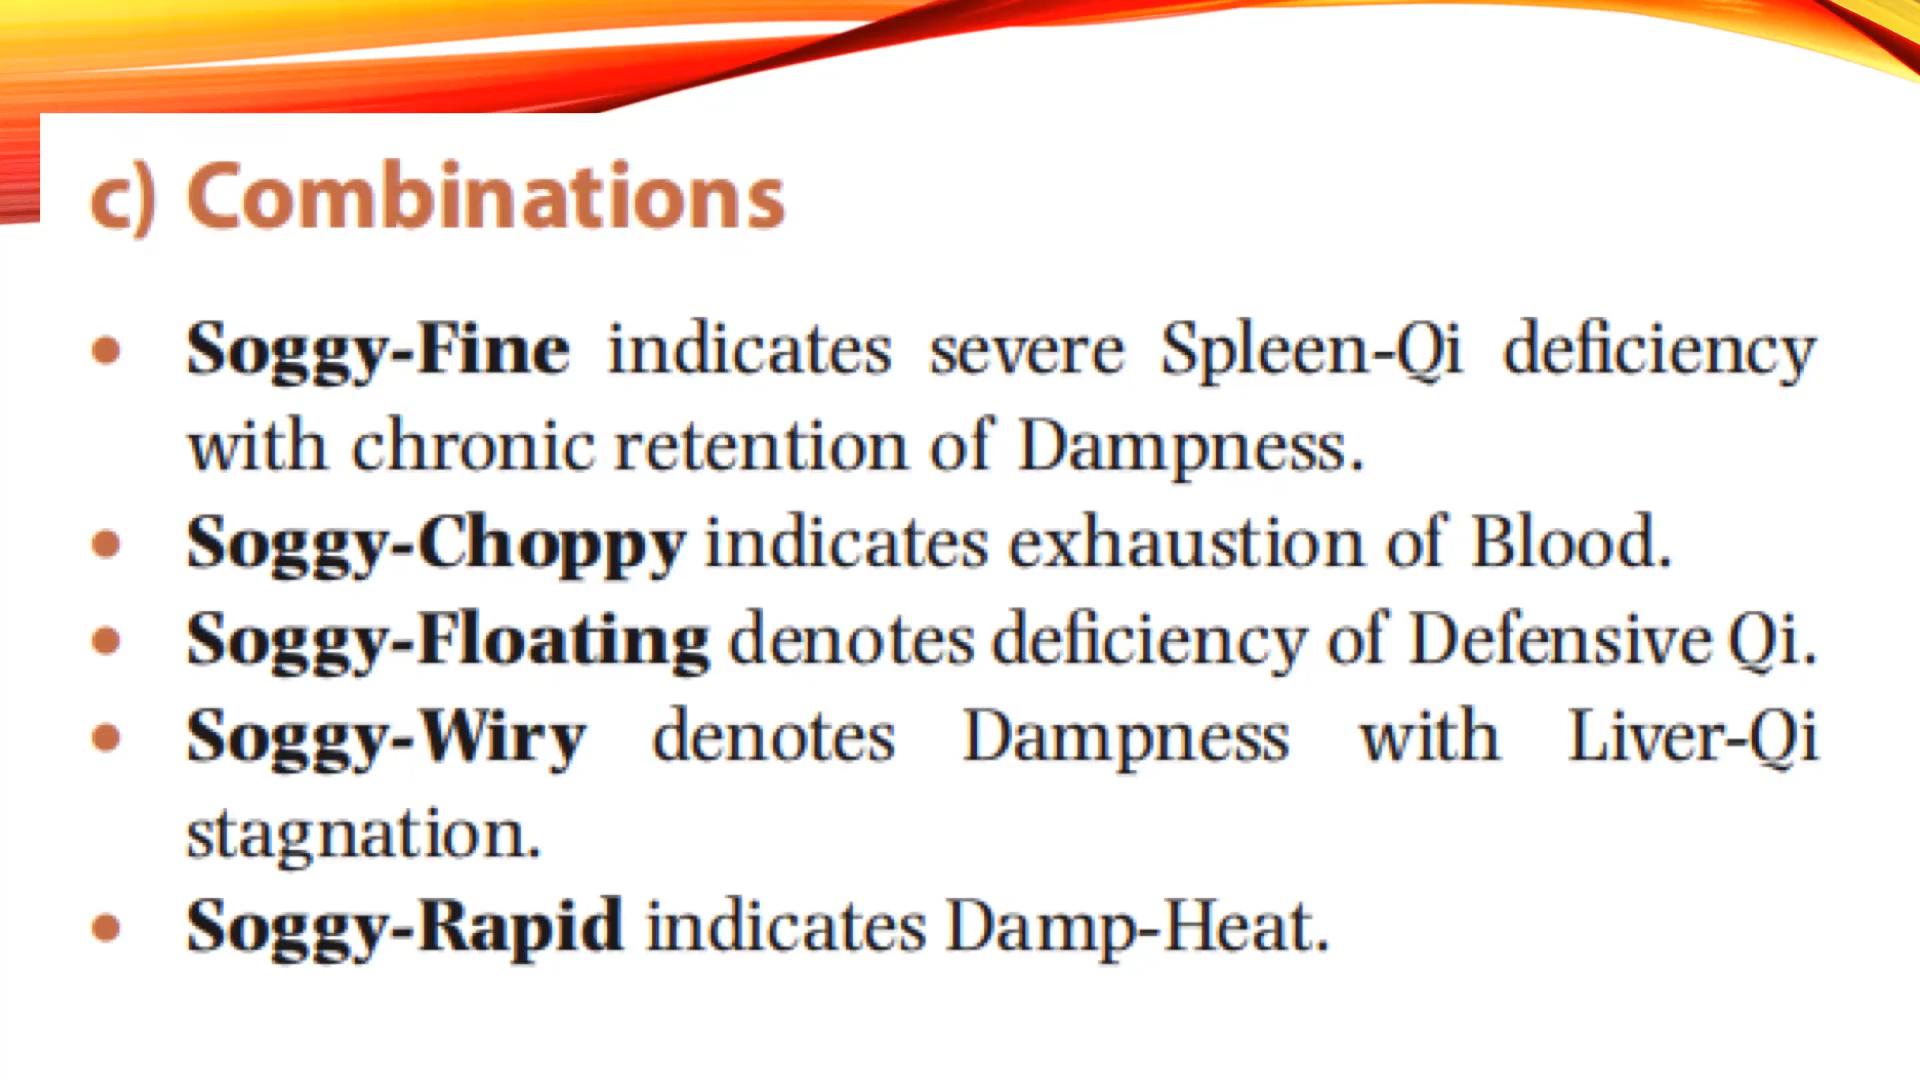 c) Combinations
• Soggy-Fine indicates severe Spleen-Qi deficiency
with chronic retention of Dampness.
• Soggy-Choppy indicates exhaustion of Blood.
• Soggy-Floating denotes deficiency of Defensive Qi.
• Soggy-Wiry denotes Dampness with Liver-Qi
stagnation.
• Soggy-Rapid indicates Damp-Heat.